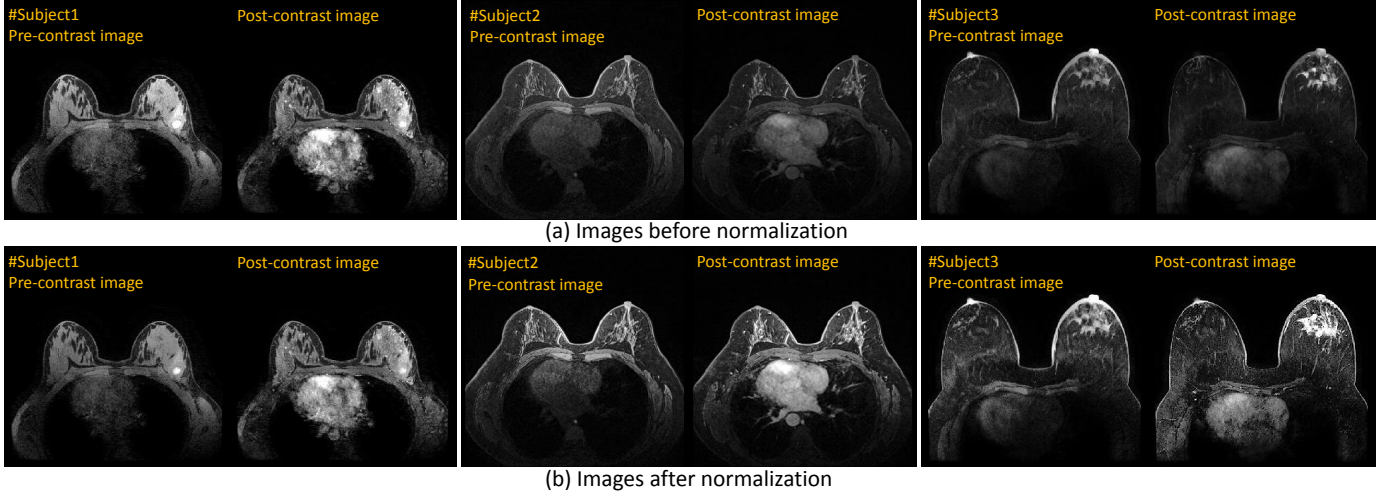 #Subject1
Pre-contrast image
Post-contrast image
#Subject2
Pre-contrast image
Post-contrast image
#Subject3
Pre-contrast image
Post-contrast image
(a) Images before normalization
#Subject1
Pre-contrast image
Post-contrast image
#Subject2
Pre-contrast image
Post-contrast image
#Subject3
Pre-contrast image
Post-contrast image
(b) Images after normalization